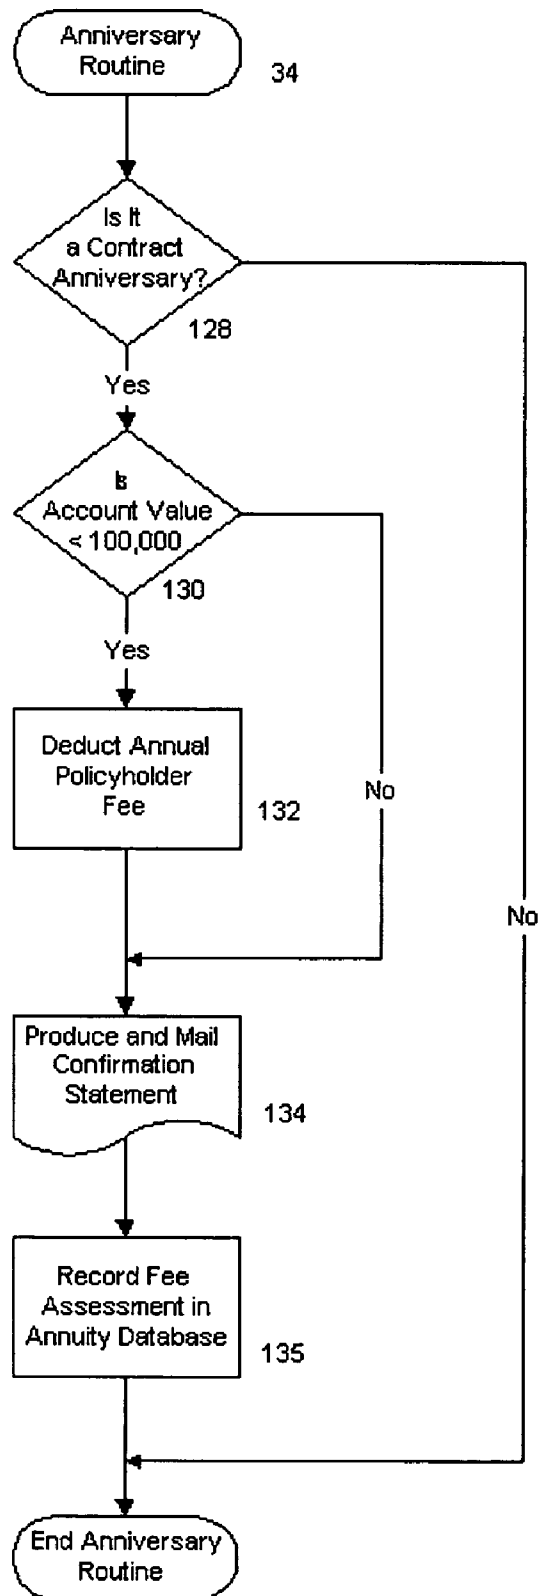 Anniversary
Routine
34
Is It
a Contract
Anniversary?
128
Yes
Is
Account Value
< 100,000
130
Yes
Deduct Annual
Policyholder
Fee
132
No
No
Produce and Mail
Confirmation
Statement
134
Record Fee
Assessment in
Annuity Database
135
End Anniversary
Routine